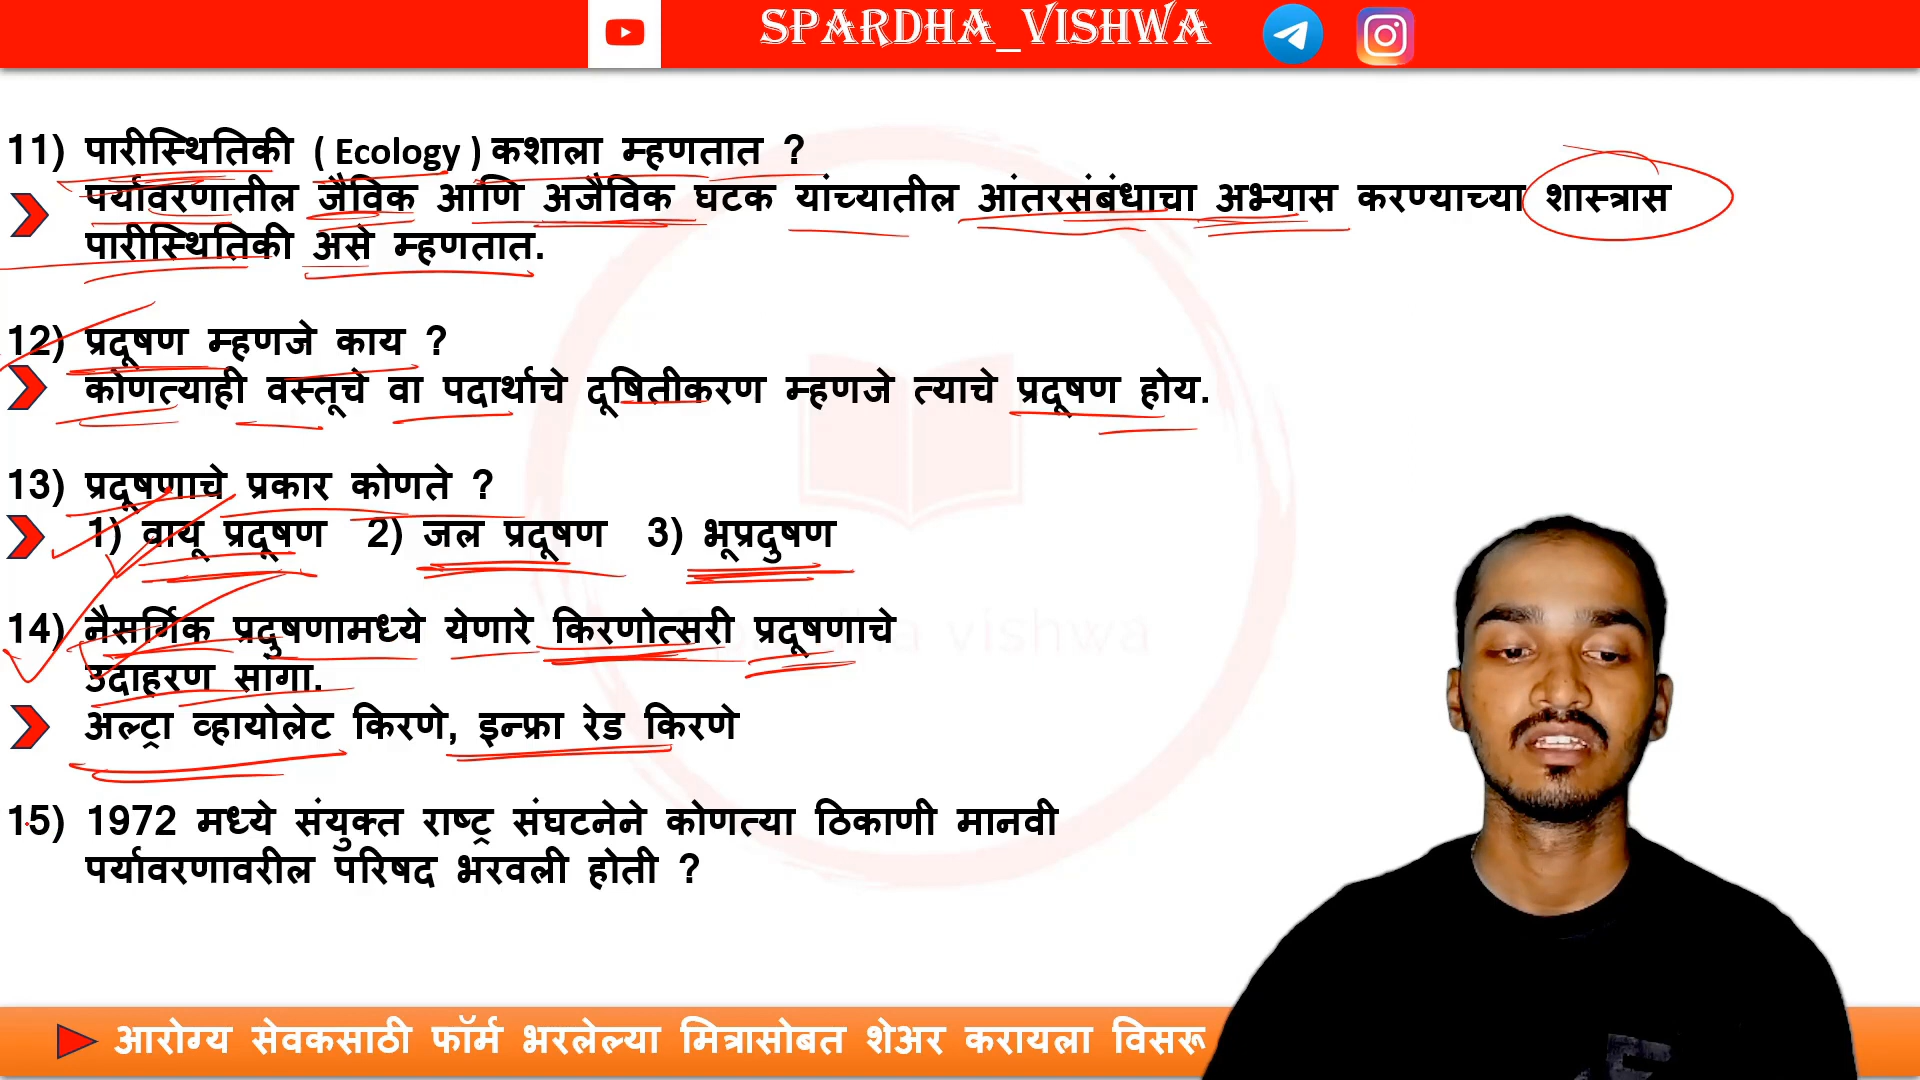 SPARDHA_VISHWA
11) पारीस्थितिकी ( Ecology ) कशाला म्हणतात ?
पर्यावरणातील जैविक आणि अजैविक घटक यांच्यातील आंतरसंबंधाचा अभ्यास करण्याच्या शास्त्रास
पारीस्थितिकी असे म्हणतात.
12) प्रदूषण म्हणजे काय ?
कोणत्याही वस्तूचे वा पदार्थाचे दूषितीकरण म्हणजे त्याचे प्रदूषण होय.
13) प्रदूषणाचे प्रकार कोणते ?
1) वायू प्रदूषण 2) जल प्रदूषण 3) भूप्रदुषण
14) नैसर्गिक प्रदुषणामध्ये येणारे किरणोत्सरी प्रदूषणाचे
उदाहरण सांगा.
अल्ट्रा व्हायोलेट किरणे, इन्फ्रा रेड किरणे
15) 1972 मध्ये संयुक्त राष्ट्र संघटनेने कोणत्या ठिकाणी मानवी
पर्यावरणावरील परिषद भरवली होती ?
आरोग्य सेवकसाठी फॉर्म भरलेल्या मित्रासोबत शेअर करायला विसरू